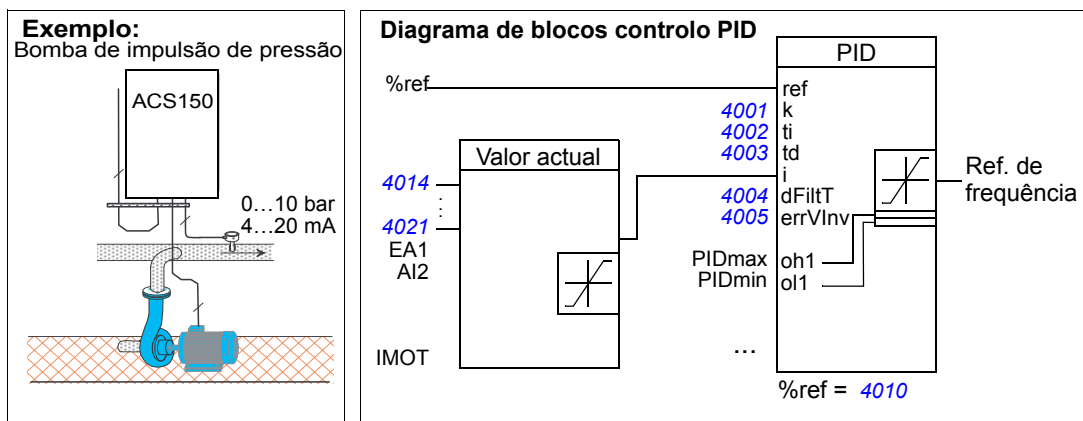 Exemplo:
Bomba de impulsão de pressão
ACS150
0...10 bar
4...20 mA
Diagrama de blocos controlo PID
%ref
Valor actual
4014
4021
EA1
AI2
IMOT
PID
ref
4001 k
4002 ti
4003 td
i
4004 dFiltT
4005 errVInv
PIDmax oh1
PIDmin ol1
...
%ref = 4010
Ref. de
frequência